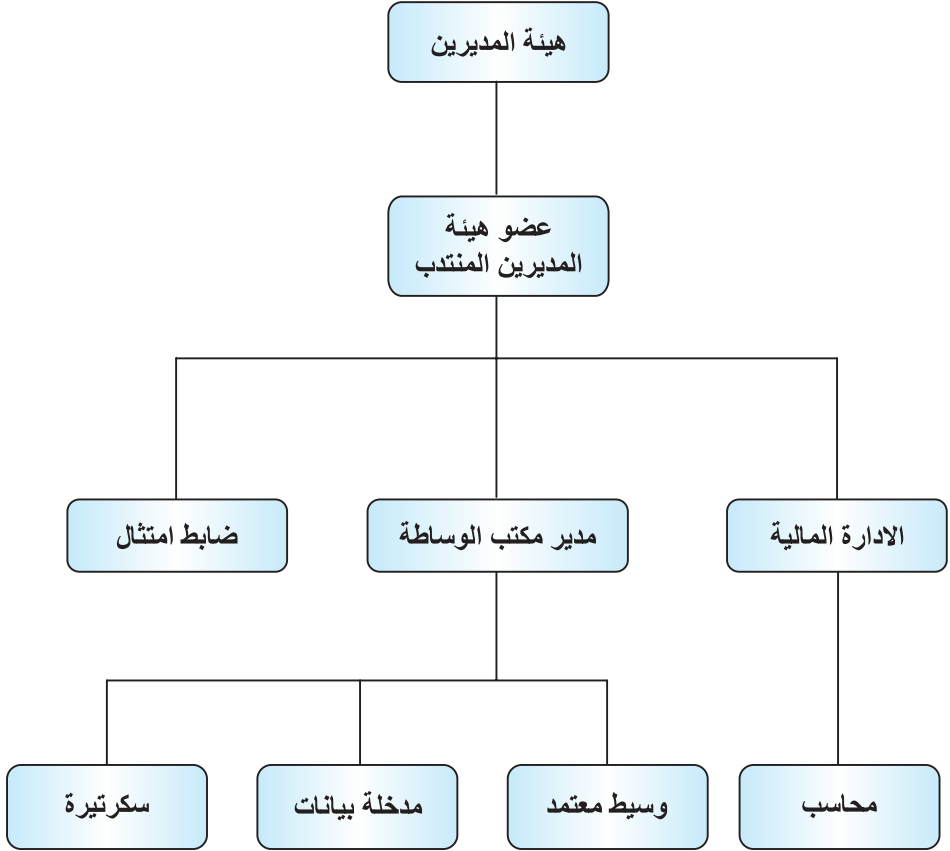 هيئة المديرين
عضو هيئة
المديرين المنتدب
الادارة المالية
مدير مكتب الوساطة
ضابط امتثال
محاسب
وسيط معتمد
مدخلة بيانات
سكرتيرة